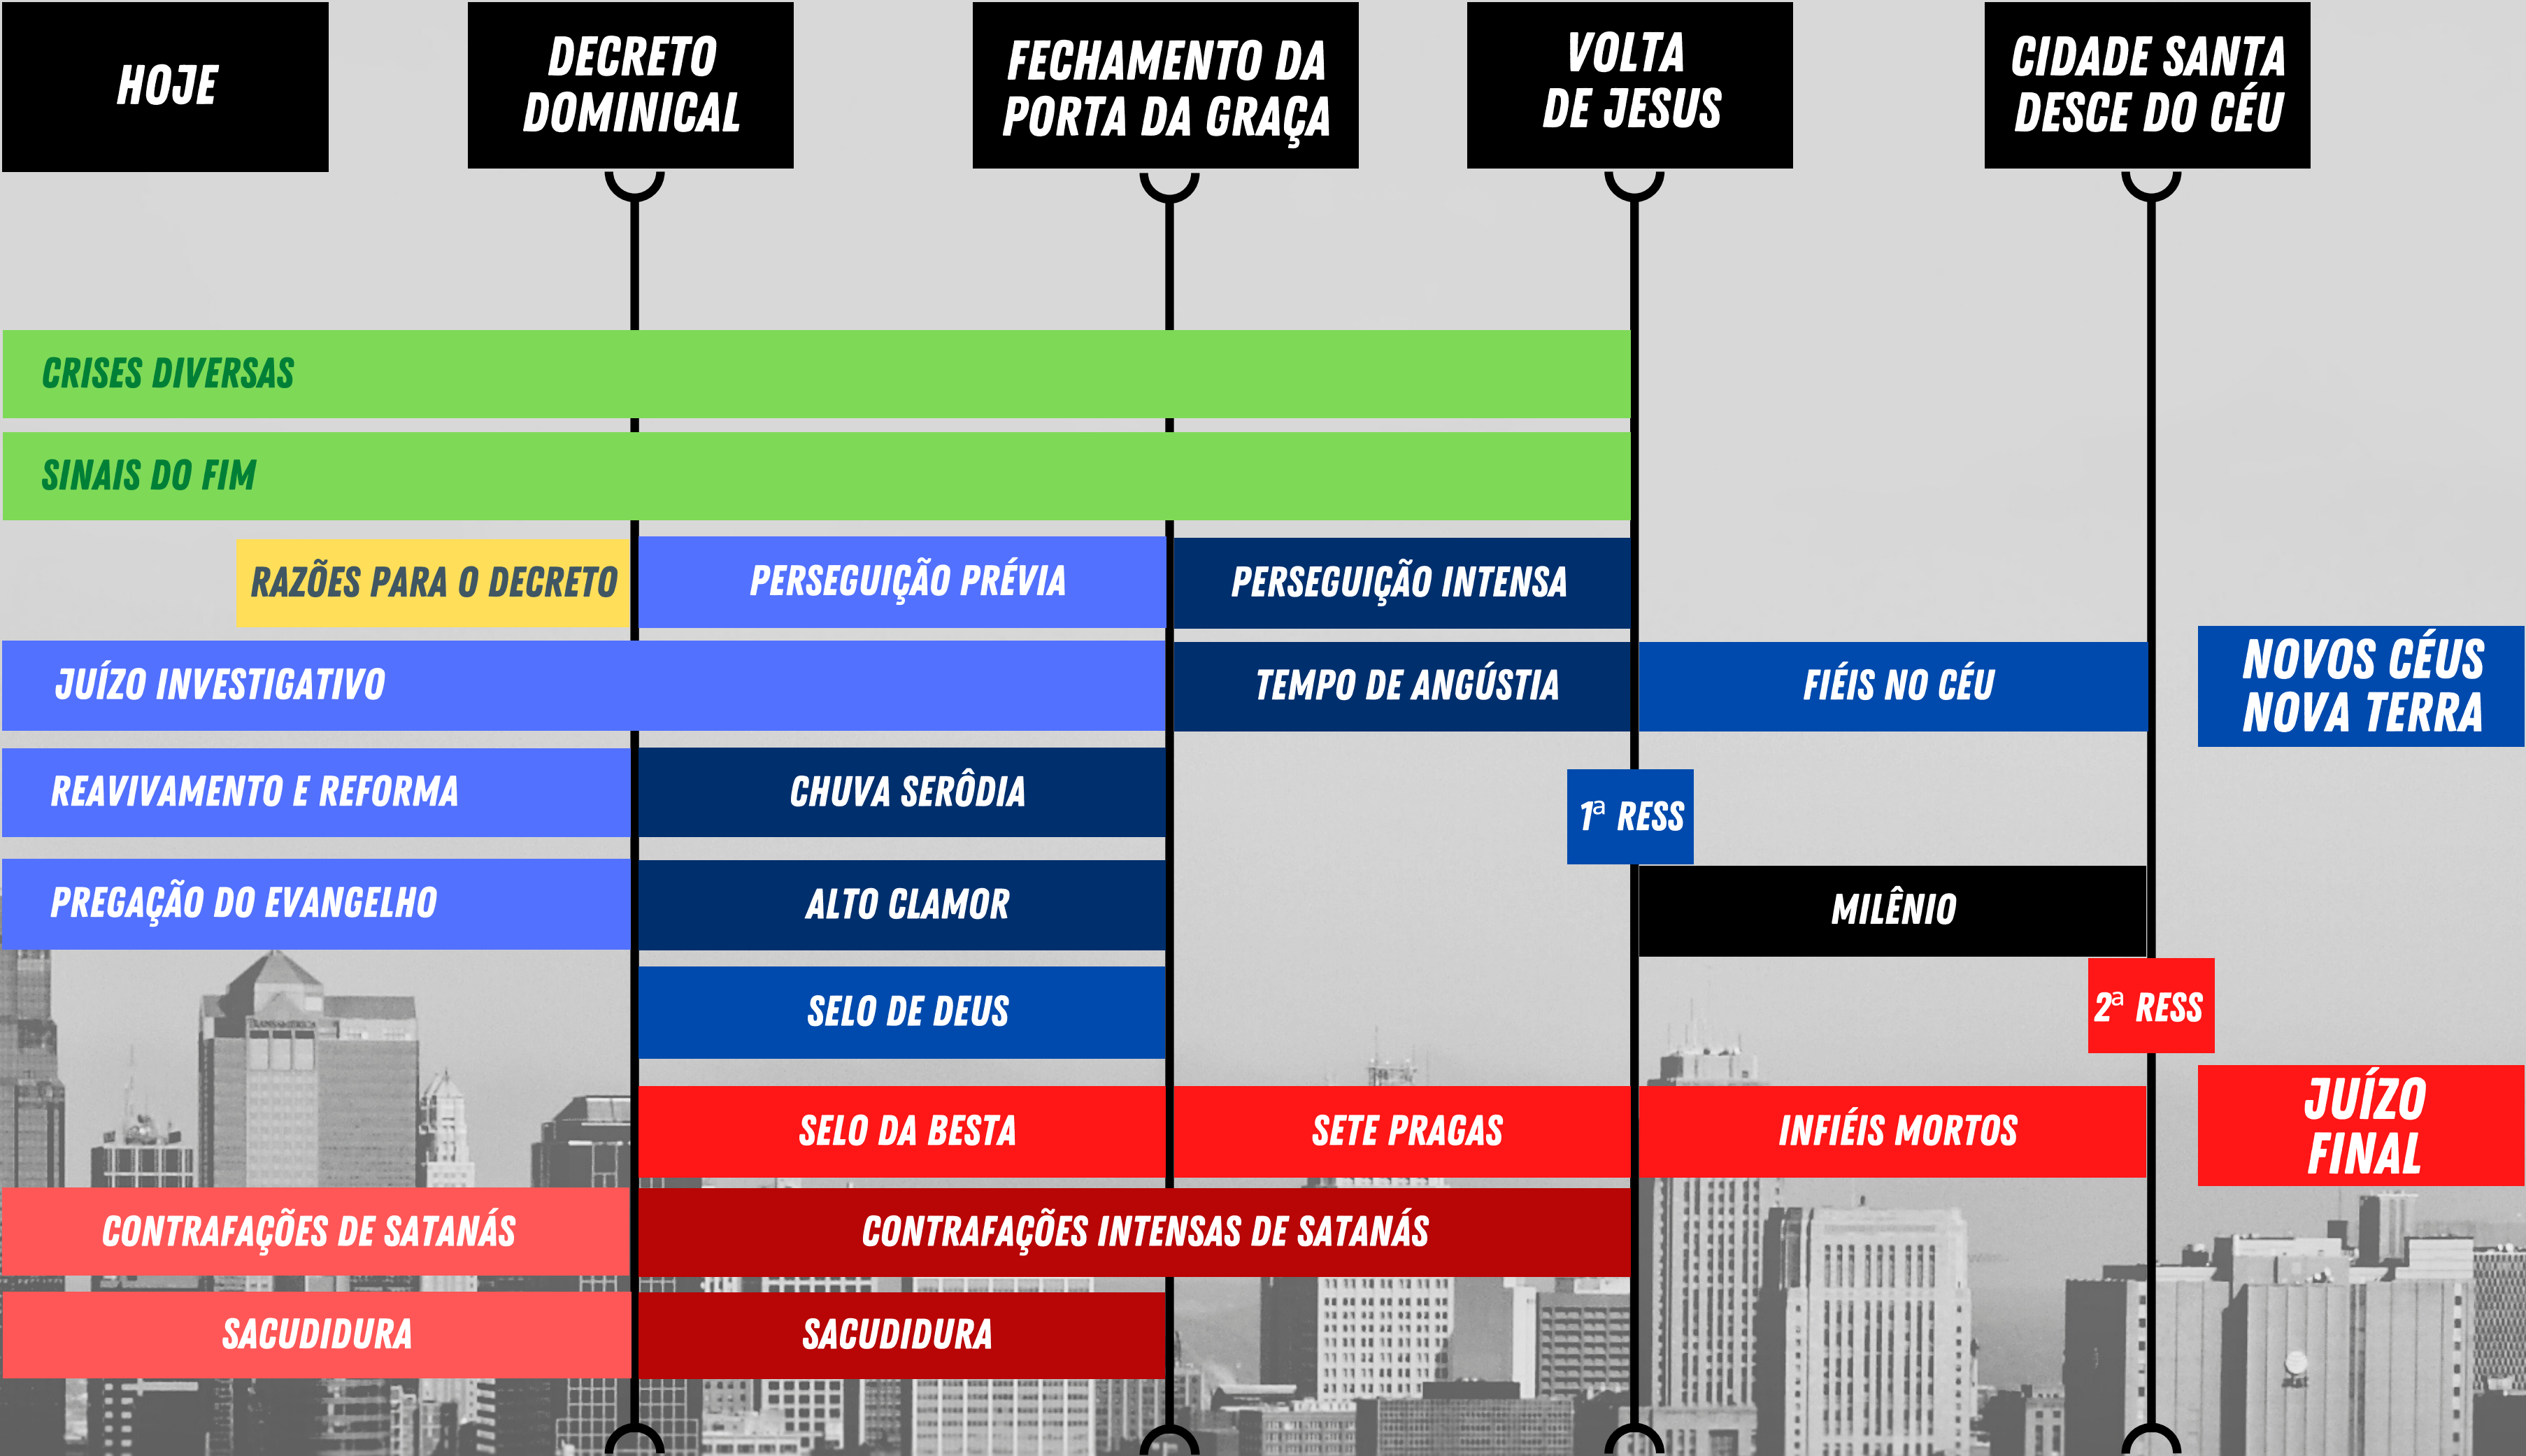 HOJE
DECRETO
DOMINICAL
FECHAMENTO DA
PORTA DA GRAÇA
VOLTA
DE JESUS
CIDADE SANTA
DESCE DO CÉU
CRISES DIVERSAS
SINAIS DO FIM
RAZÕES PARA O DECRETO
PERSEGUIÇÃO PRÉVIA
PERSEGUIÇÃO INTENSA
JUÍZO INVESTIGATIVO
TEMPO DE ANGÚSTIA
FIÉIS NO CÉU
NOVOS CÉUS
NOVA TERRA
REAVIVAMENTO E REFORMA
CHUVA SERÔDIA
1ª RESS
PREGAÇÃO DO EVANGELHO
ALTO CLAMOR
MILÊNIO
SELO DE DEUS
2ª RESS
SELO DA BESTA
SETE PRAGAS
INFIÉIS MORTOS
JUÍZO
FINAL
CONTRAFAÇÕES DE SATANÁS
CONTRAFAÇÕES INTENSAS DE SATANÁS
SACUDIDURA
SACUDIDURA